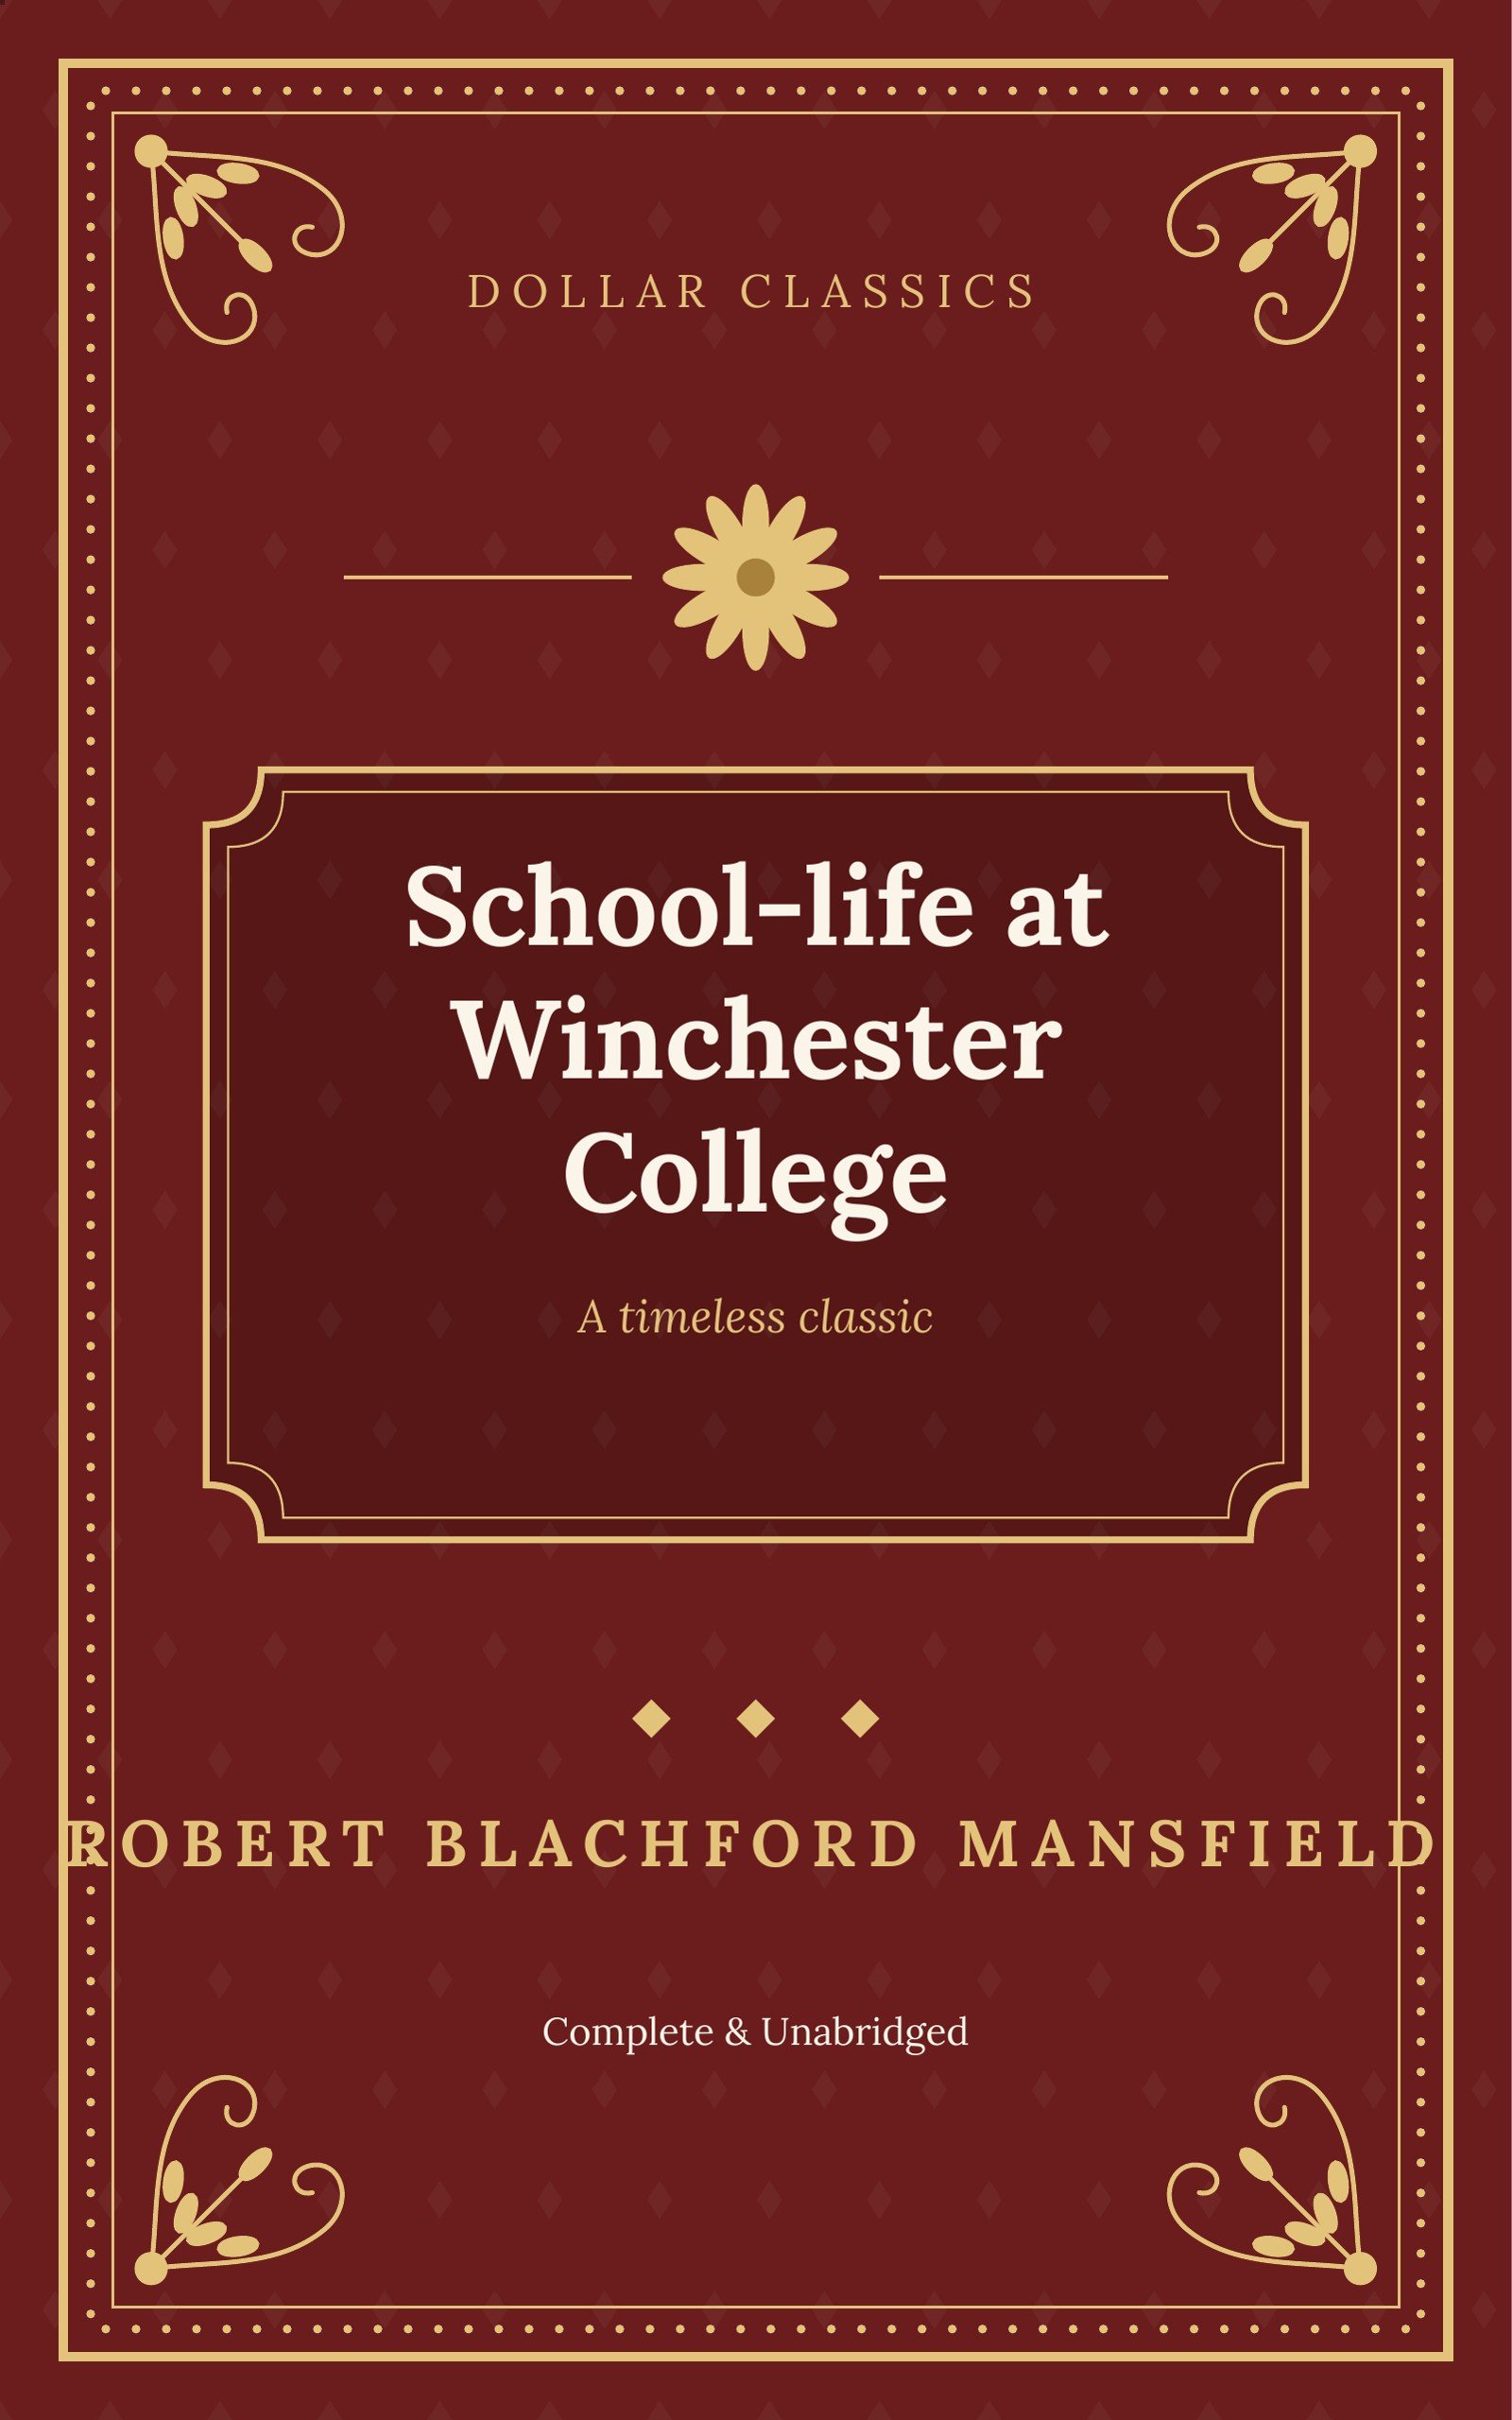 DOLLAR CLASSICS
School-life at
Winchester
College
A timeless classic
ROBERT BLACHFORD MANSFIELD
Complete & Unabridged